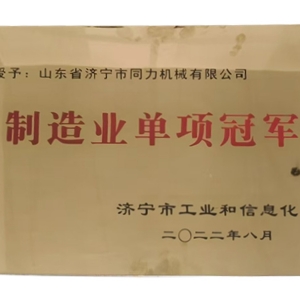 受予：山东省济宁市同力机械有限公司
制造业单项冠军
济宁市工业和信息化
二〇二二年八月